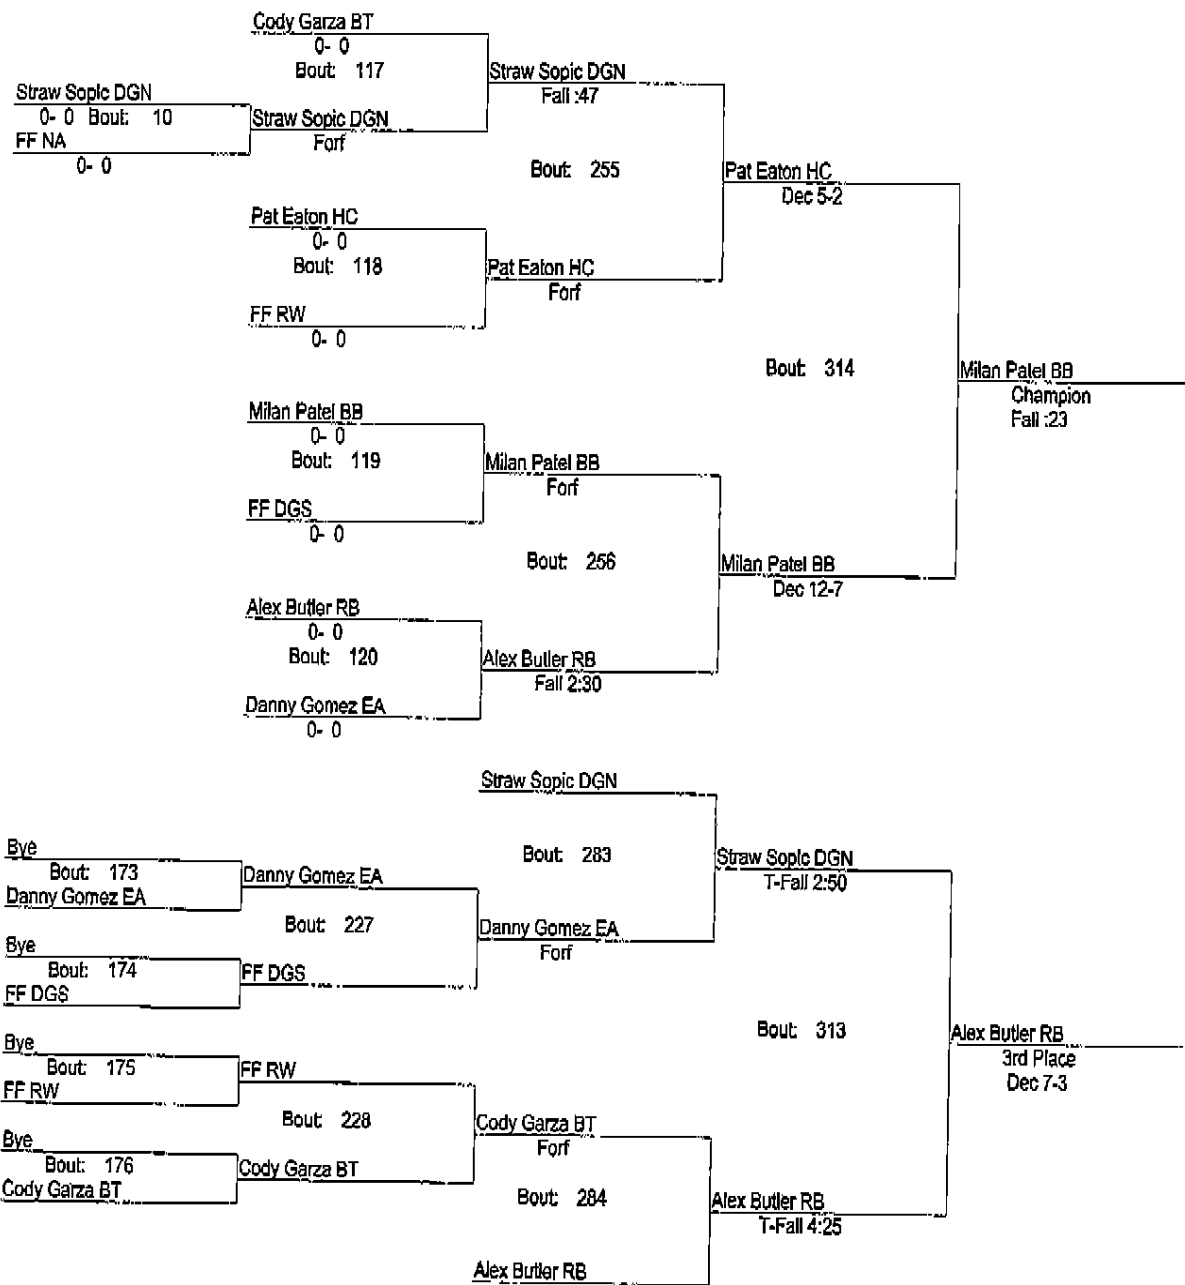 Cody Garza BT
0- 0
Bout: 117
Straw Sopic DGN
0- 0 Bout: 10
FF NA
0- 0
Straw Sopic DGN
Forf
Straw Sopic DGN
Fall :47
Bout: 255
Pat Eaton HC
0- 0
Bout: 118
FF RW
0- 0
Pat Eaton HC
Forf
Pat Eaton HC
Dec 5-2
Bout: 314
Milan Patel BB
Champion
Fall :23
Milan Patel BB
0- 0
Bout: 119
FF DGS
0- 0
Milan Patel BB
Forf
Bout: 256
Milan Patel BB
Dec 12-7
Alex Butler RB
0- 0
Bout: 120
Danny Gomez EA
0- 0
Alex Butler RB
Fall 2:30
Straw Sopic DGN
Bout: 283
Straw Sopic DGN
T-Fall 2:50
Bye
Bout: 173
Danny Gomez EA
Danny Gomez EA
Bout: 227
Danny Gomez EA
Forf
Bye
Bout: 174
FF DGS
FF DGS
Bout: 313
Alex Butler RB
3rd Place
Dec 7-3
Bye
Bout: 175
FF RW
FF RW
Bout: 228
Cody Garza BT
Forf
Bye
Bout: 176
Cody Garza BT
Cody Garza BT
Bout: 284
Alex Butler RB
T-Fall 4:25
Alex Butler RB